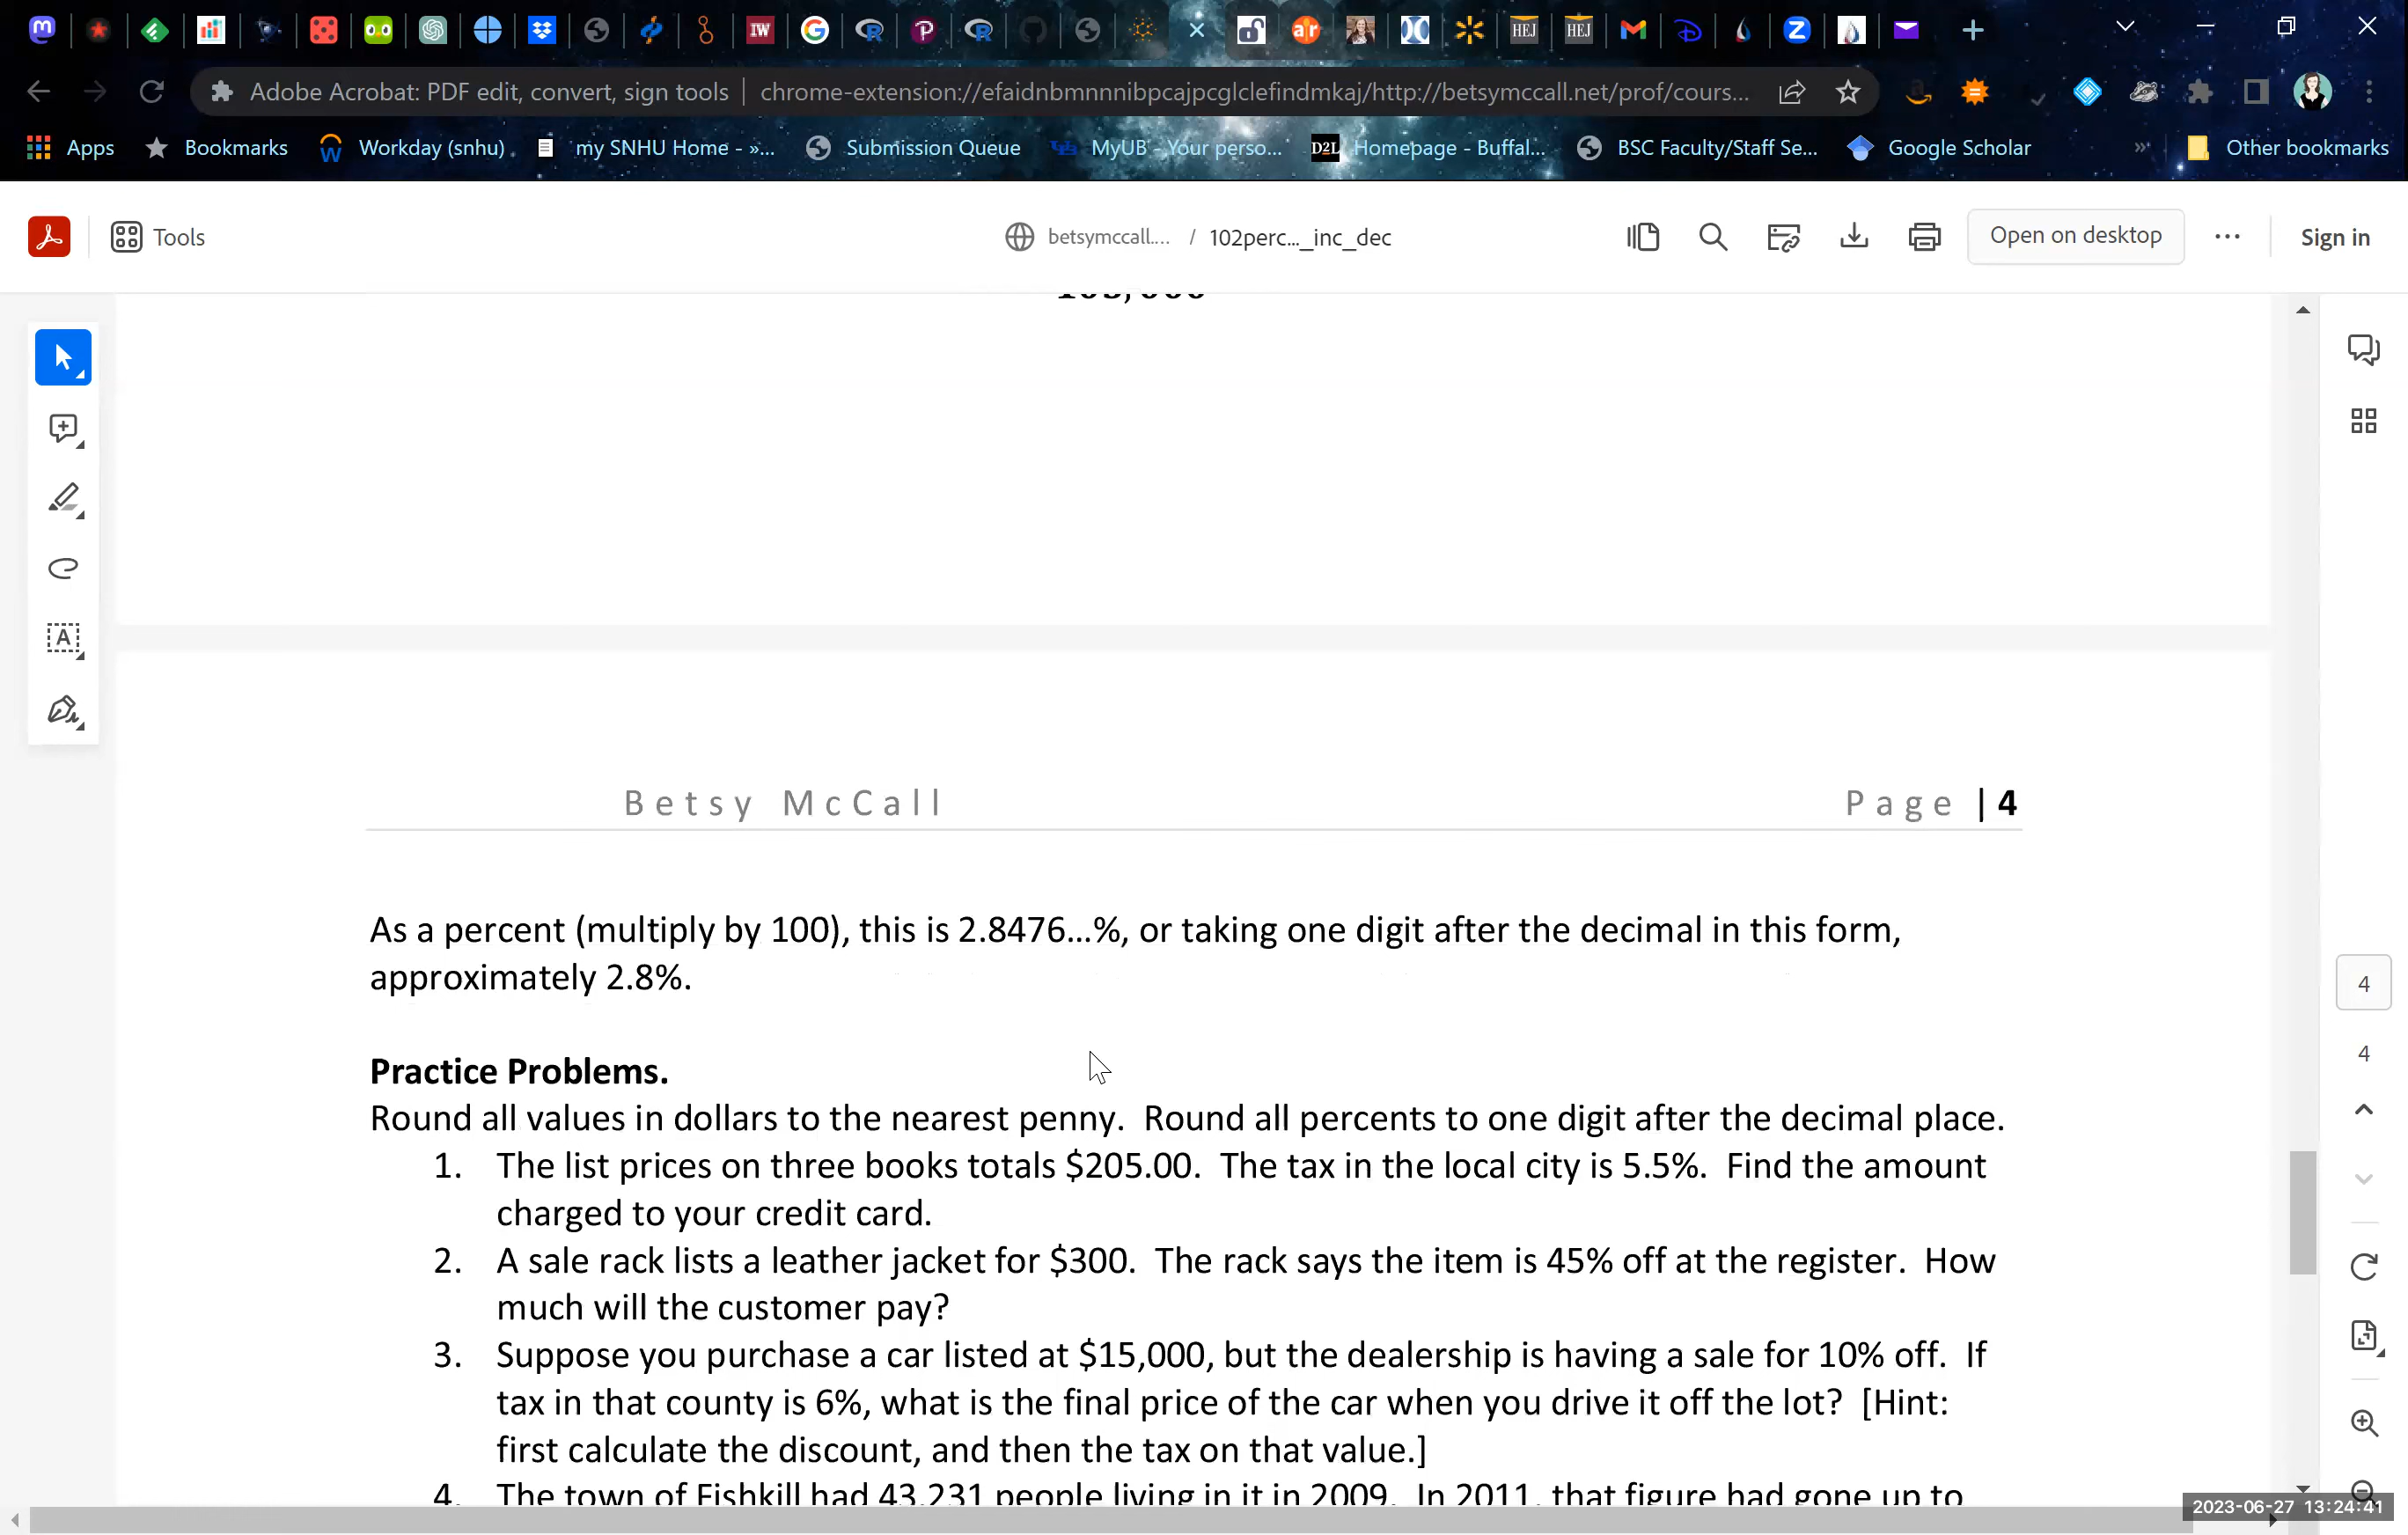 IW
HEJ
HEJ
Adobe Acrobat: PDF edit, convert, sign tools
chrome-extension://efaidnbmnnnibpcajpcglclefindmkaj/http://betsymccall.net/prof/cours...
Apps
Bookmarks
Workday (snhu)
my SNHU Home - »...
Submission Queue
MyUB - Your perso...
D2L
Homepage - Buffal...
BSC Faculty/Staff Se...
Google Scholar
Other bookmarks
Tools
betsymccall.... / 102perc..._inc_dec
Open on desktop
Sign in
Betsy McCall
Page | 4
As a percent (multiply by 100), this is 2.8476...%, or taking one digit after the decimal in this form,
approximately 2.8%.
Practice Problems.
Round all values in dollars to the nearest penny. Round all percents to one digit after the decimal place.
1. The list prices on three books totals $205.00. The tax in the local city is 5.5%. Find the amount
charged to your credit card.
2. A sale rack lists a leather jacket for $300. The rack says the item is 45% off at the register. How
much will the customer pay?
3. Suppose you purchase a car listed at $15,000, but the dealership is having a sale for 10% off. If
tax in that county is 6%, what is the final price of the car when you drive it off the lot? [Hint:
first calculate the discount, and then the tax on that value.]
4. The town of Fishkill had 43,231 people living in it in 2009. In 2011, that figure had gone up to
4
4
2023-06-27 13:24:41